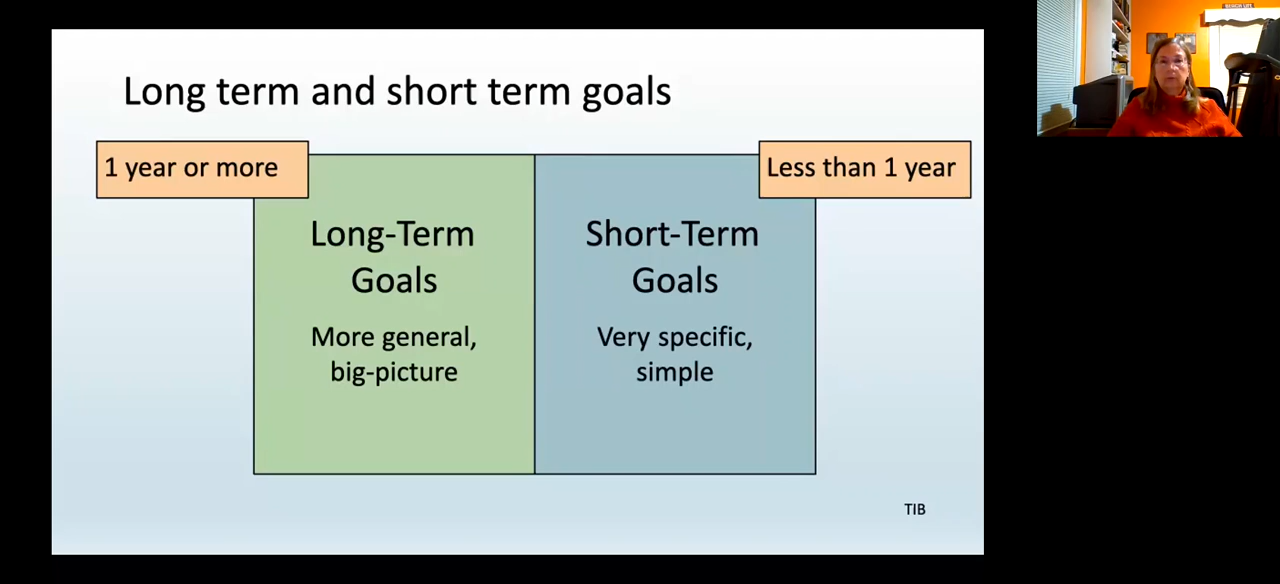 Long term and short term goals
1 year or more
Less than 1 year
Long-Term
Goals
More general,
big-picture
Short-Term
Goals
Very specific,
simple
TIB